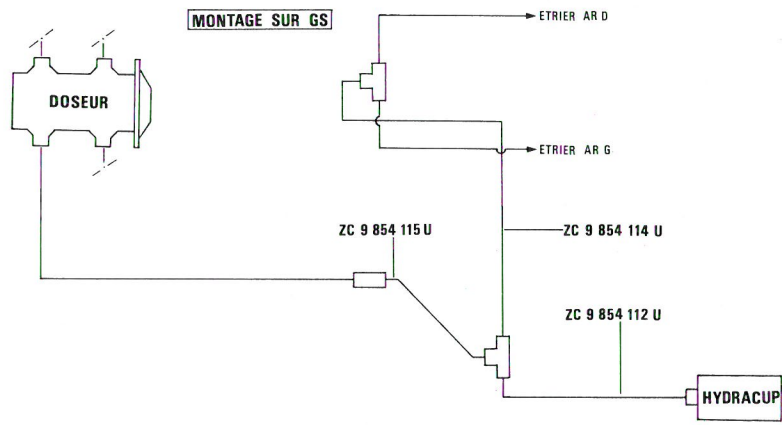 MONTAGE SUR GS
ETRIER AR D
DOSEUR
ETRIER AR G
ZC 9 854 115 U
ZC 9 854 114 U
ZC 9 854 112 U
HYDRACUP